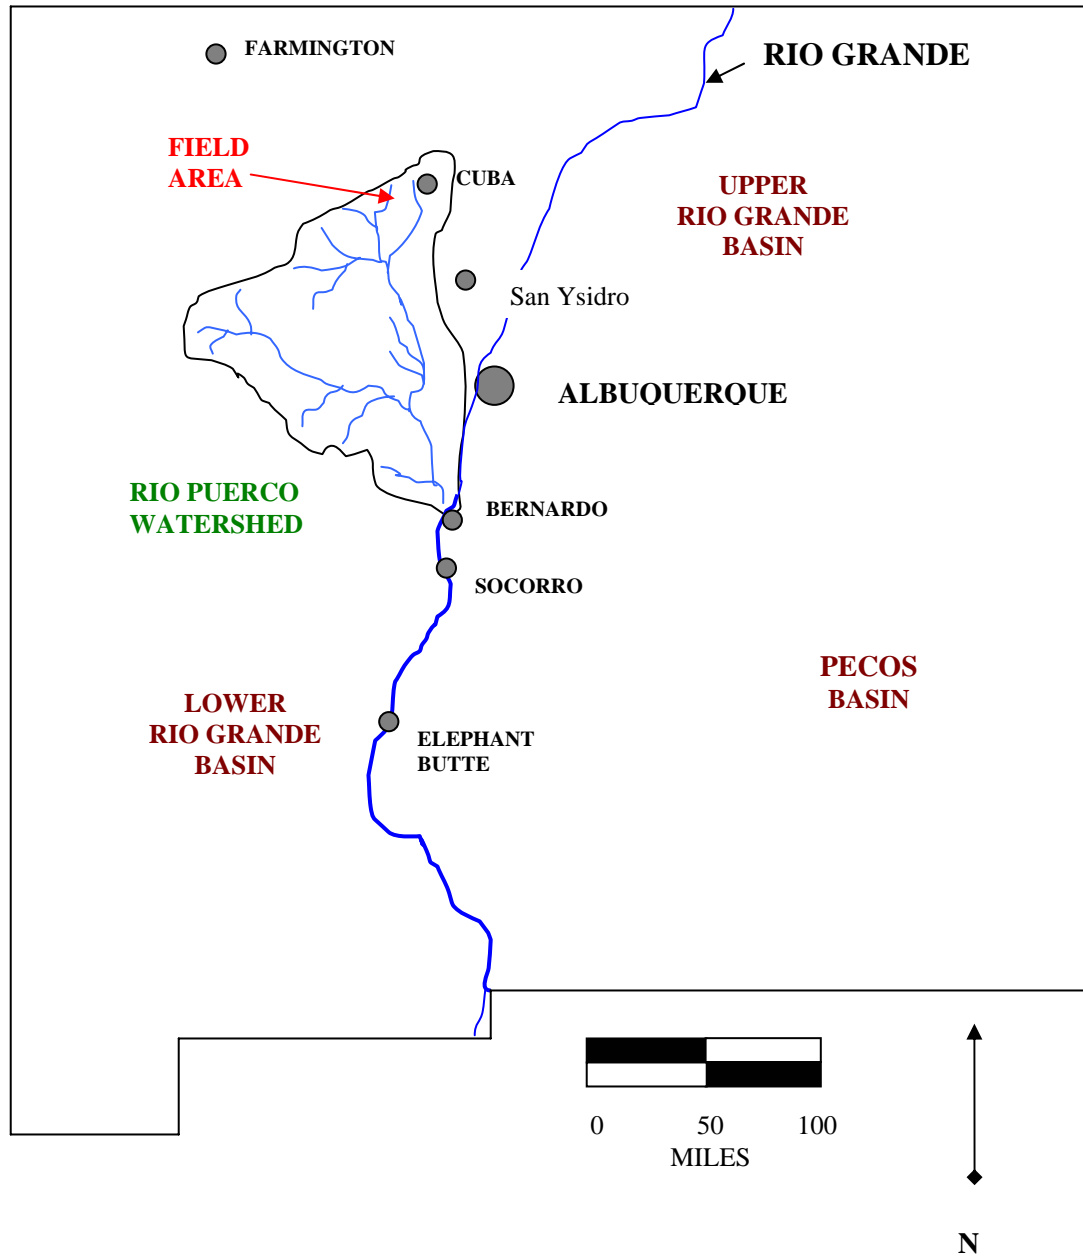 FARMINGTON
RIO GRANDE
FIELD
AREA
CUBA
UPPER
RIO GRANDE
BASIN
San Ysidro
ALBUQUERQUE
RIO PUERCO
WATERSHED
BERNARDO
SOCORRO
PECOS
BASIN
LOWER
RIO GRANDE
BASIN
ELEPHANT
BUTTE
0 50 100
MILES
N